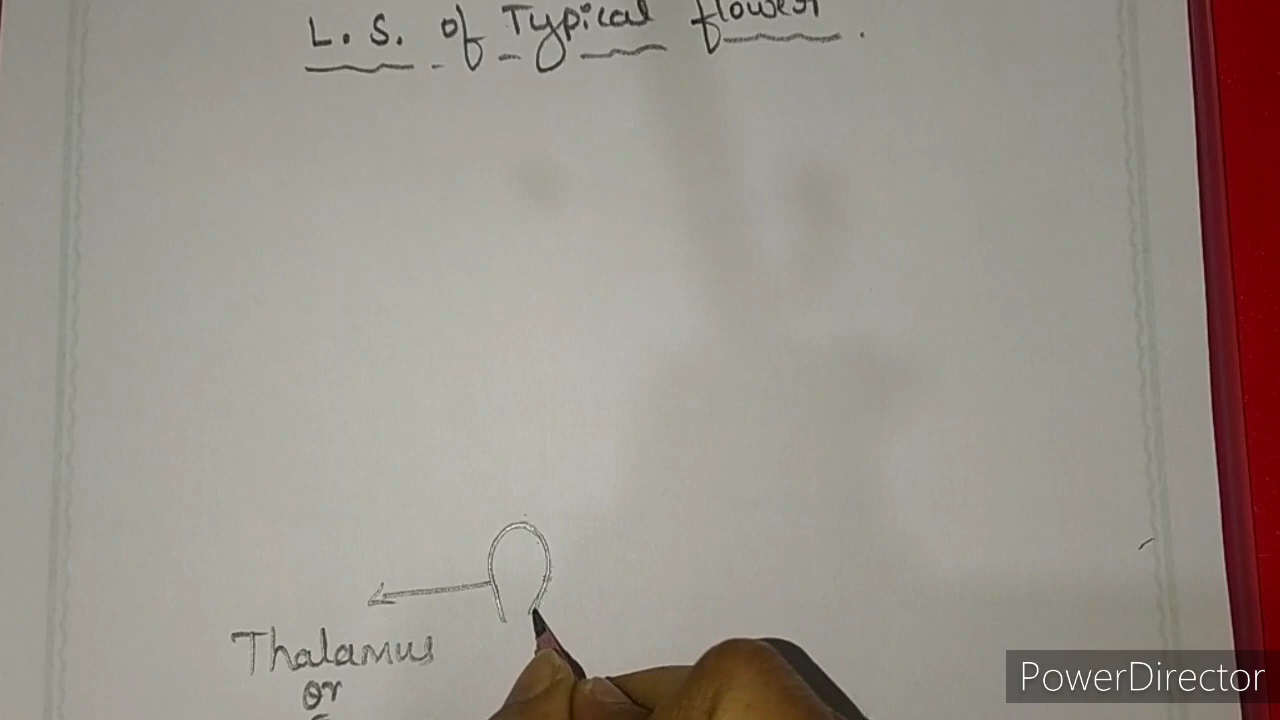 L. S. of Typical flower.
Thalamus
or
PowerDirector